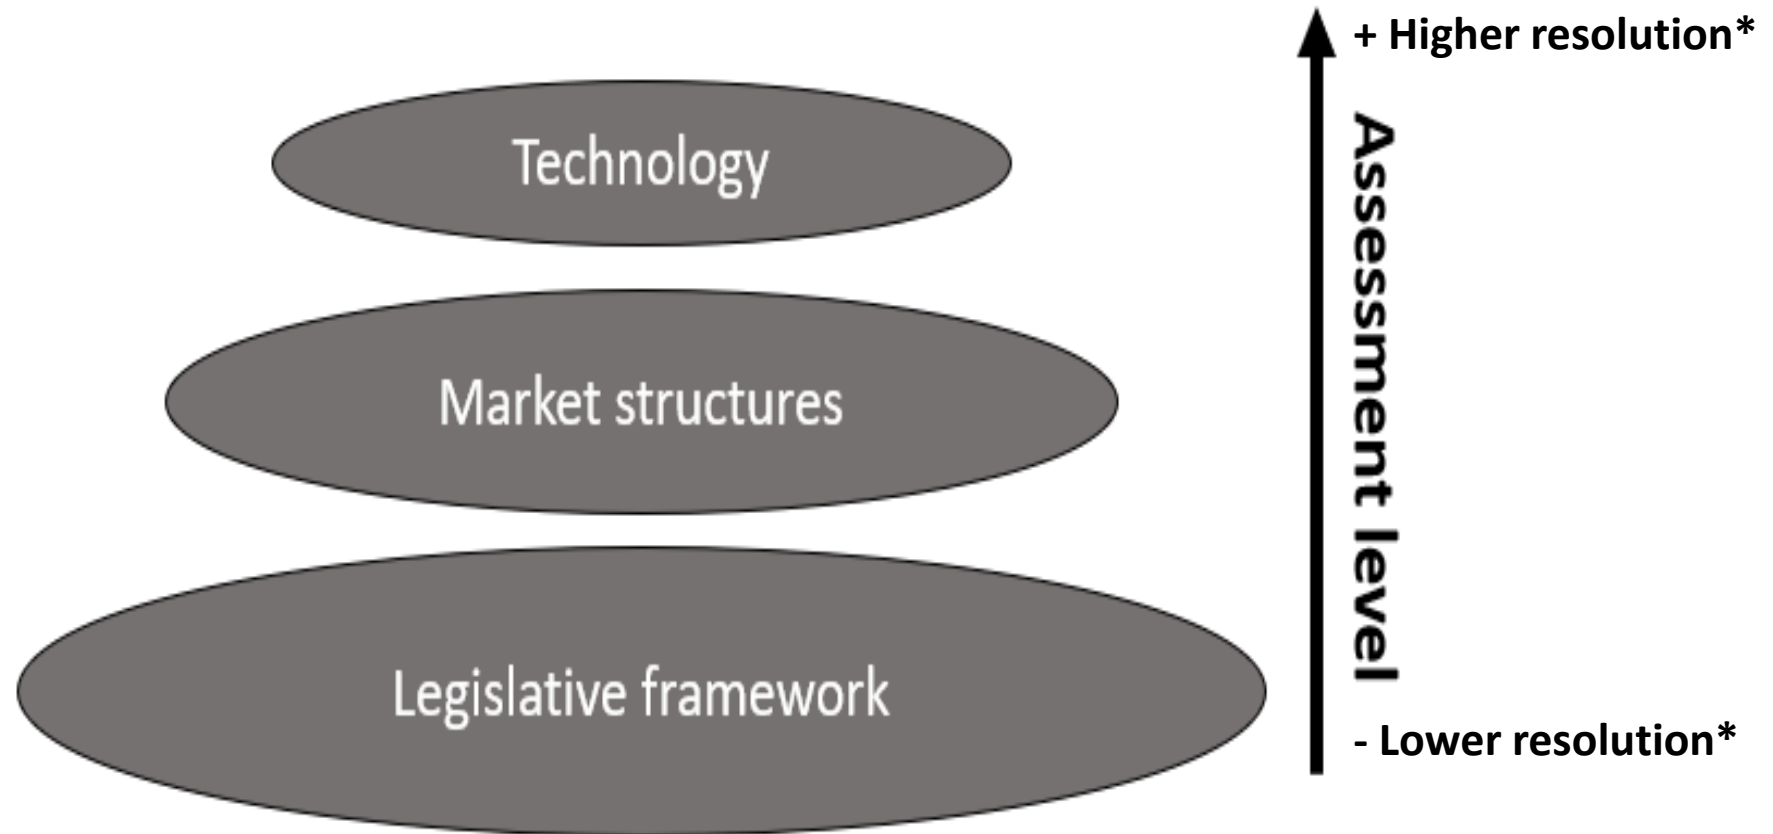 + Higher resolution*
Technology
Assessment level
Market structures
Legislative framework
- Lower resolution*